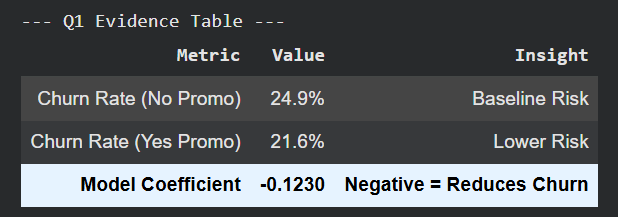 --- Q1 Evidence Table ---
Metric Value Insight
Churn Rate (No Promo) 24.9% Baseline Risk
Churn Rate (Yes Promo) 21.6% Lower Risk
Model Coefficient -0.1230 Negative = Reduces Churn